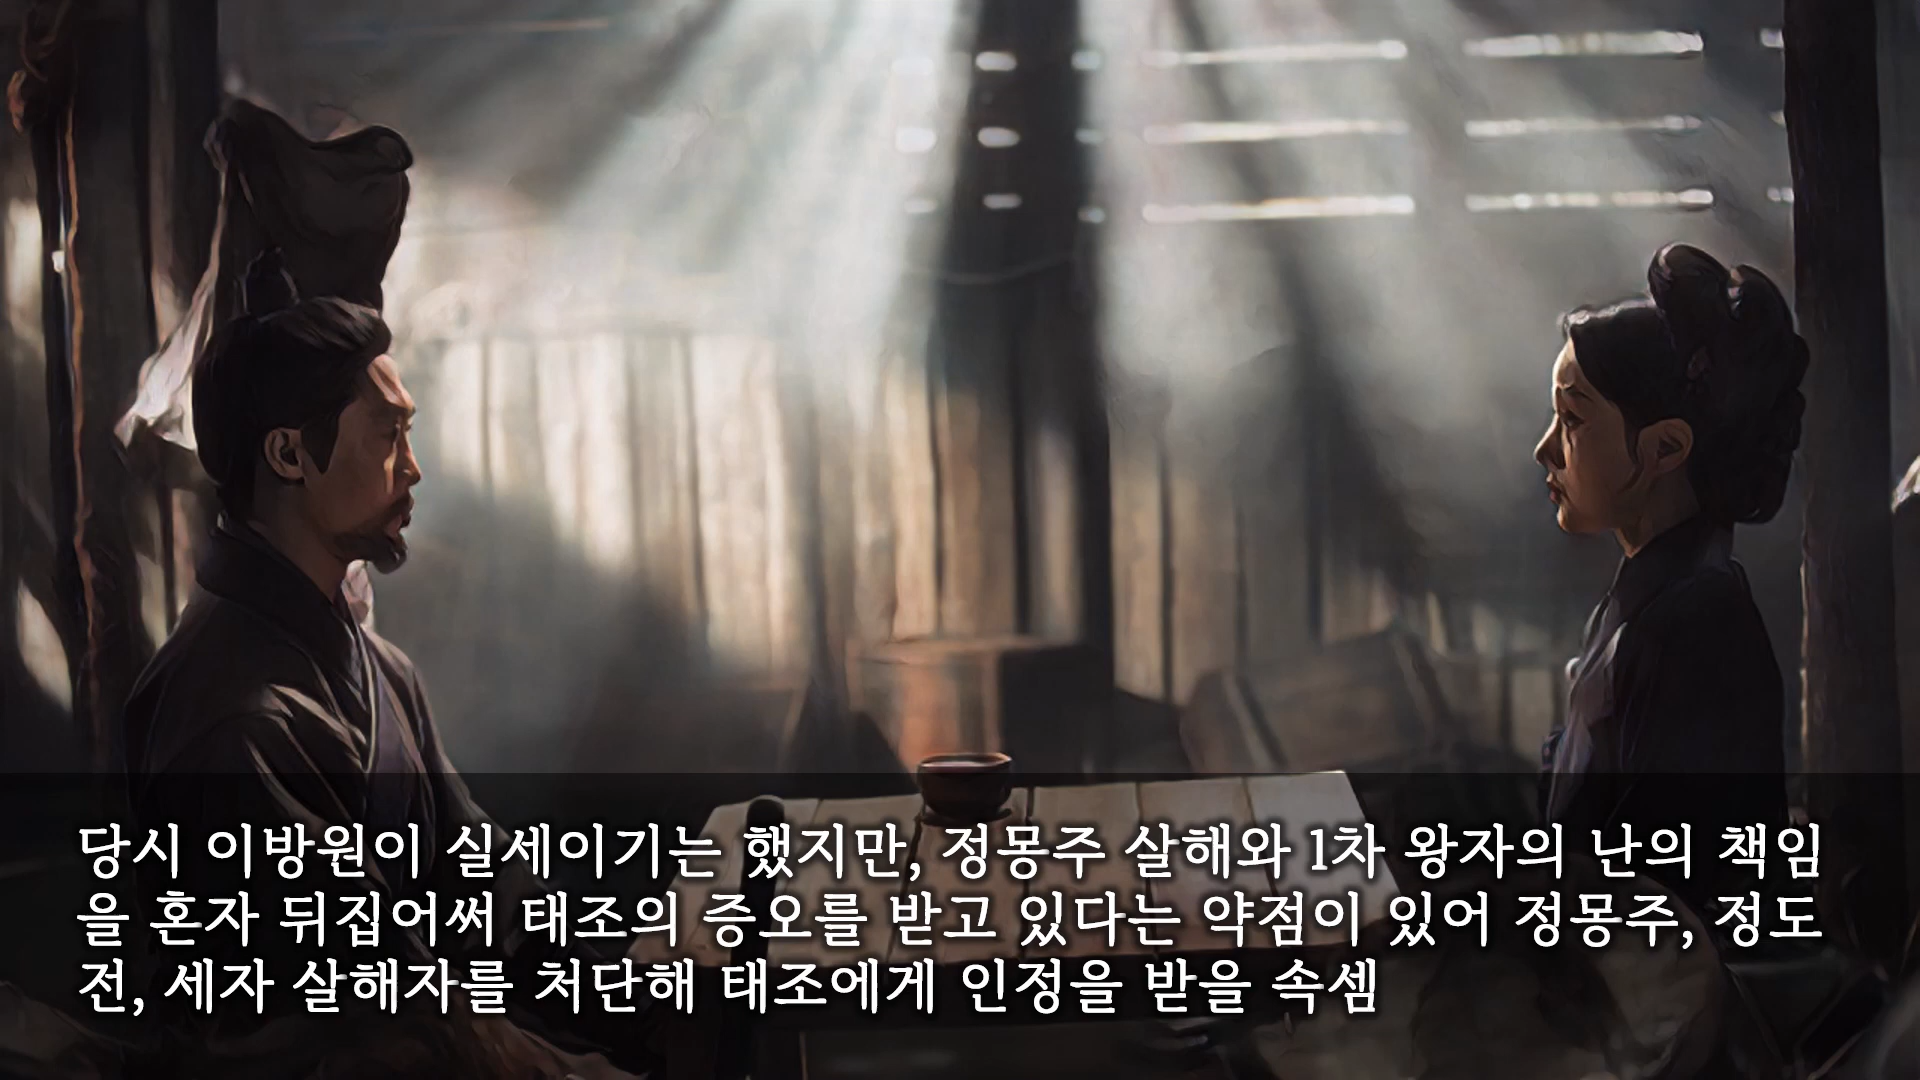 당시 이방원이 실세이기는 했지만, 정몽주 살해와 1차 왕자의 난의 책임
을 혼자 뒤집어써 태조의 증오를 받고 있다는 약점이 있어 정몽주, 정도
전, 세자 살해자를 처단해 태조에게 인정을 받을 속셈